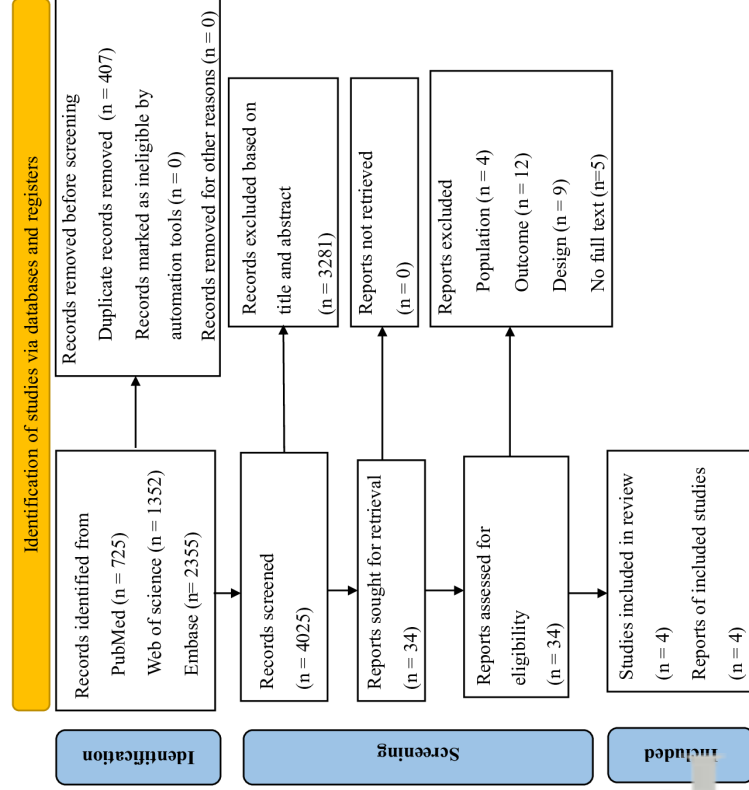 Identification of studies via databases and registers
Identification
Records identified from
PubMed (n = 725)
Web of science (n = 1352)
Embase (n= 2355)
Records removed before screening
Duplicate records removed  (n = 407)
Records marked as ineligible by
automation tools (n = 0)
Records removed for other reasons (n = 0)
Screening
Records screened
(n = 4025)
Records excluded based on
title and abstract
(n = 3281)
Reports sought for retrieval
(n = 34)
Reports not retrieved
(n = 0)
Reports assessed for
eligibility
(n = 34)
Reports excluded
Population (n = 4)
Outcome (n = 12)
Design (n = 9)
No full text (n=5)
Included
Studies included in review
(n = 4)
Reports of included studies
(n = 4)